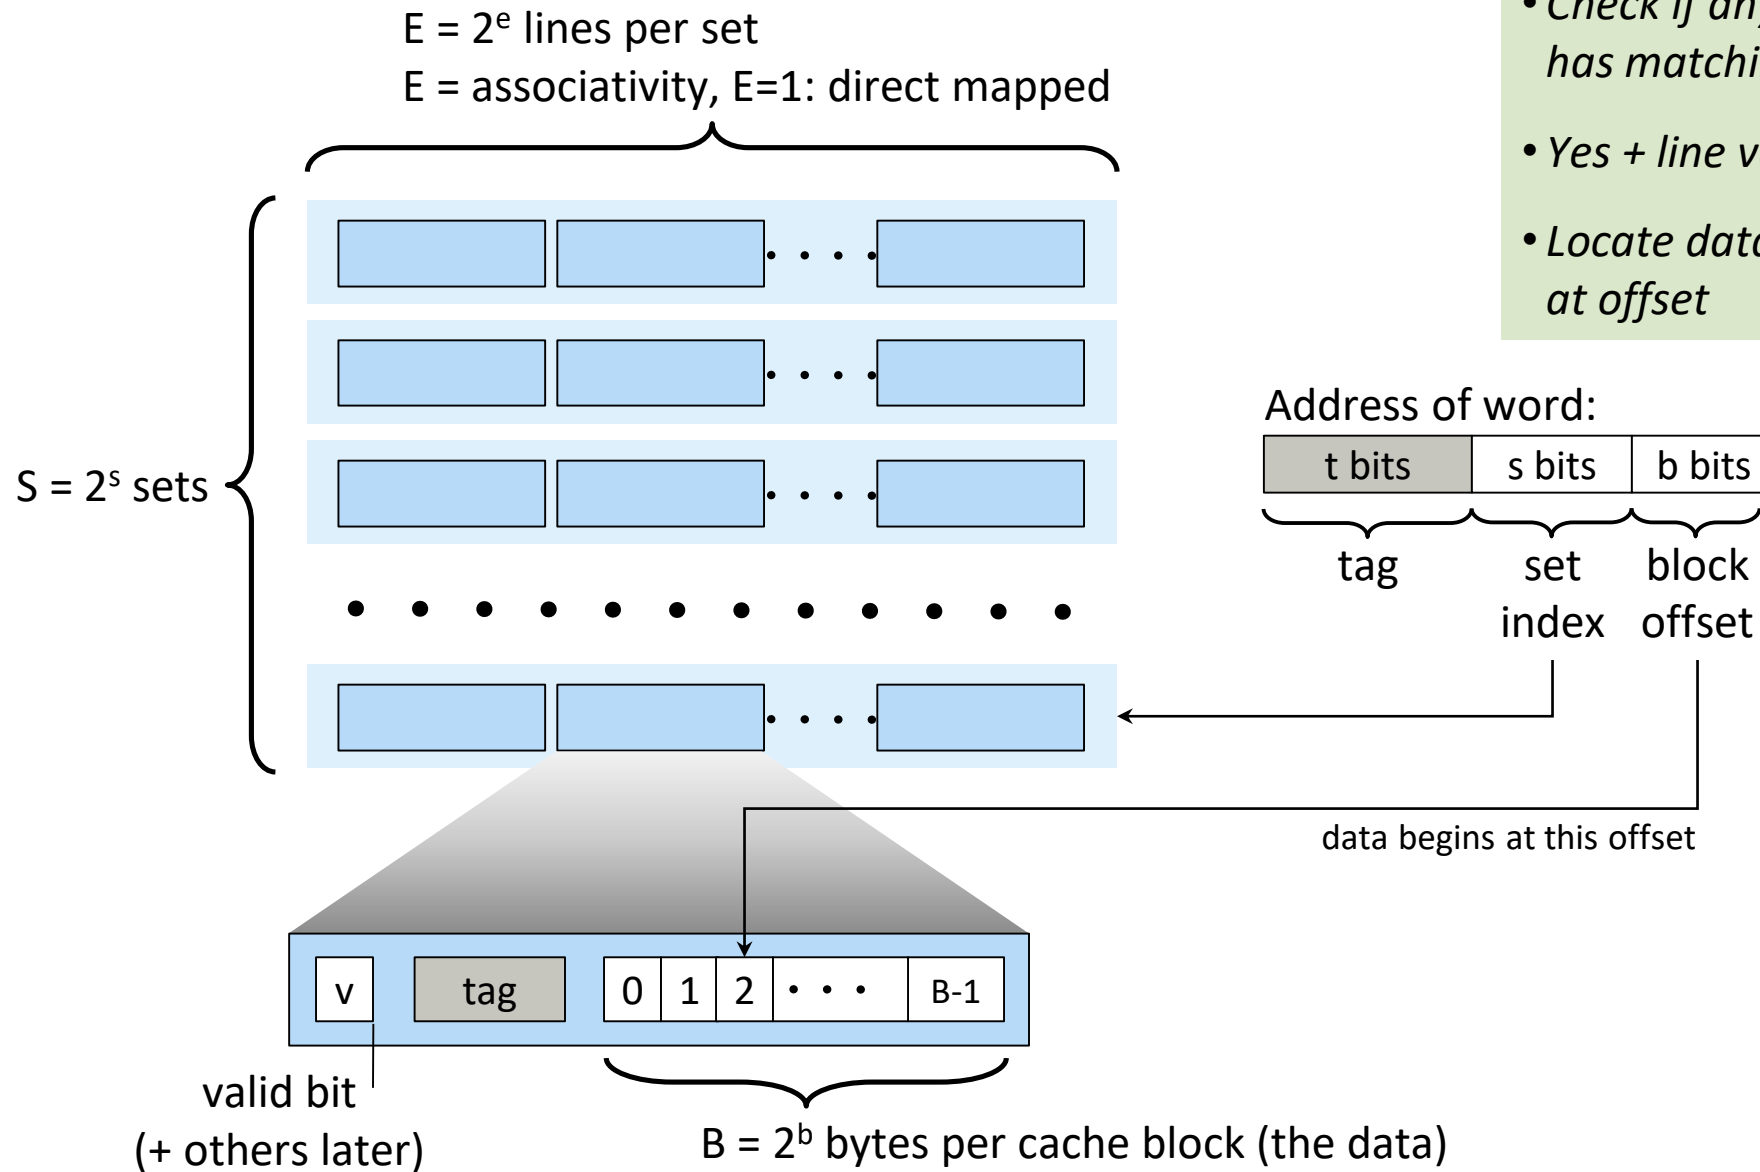 E = 2ᵉ lines per set
E = associativity, E=1: direct mapped
• Check if
has
• Yes + line
• Locate
at offset
S = 2ˢ sets
Address of word:
t bits s bits b bits
tag set block
index offset
data begins at this offset
v tag 0 1 2 • • • B-1
valid bit
(+ others later)
B = 2ᵇ bytes per cache block (the data)